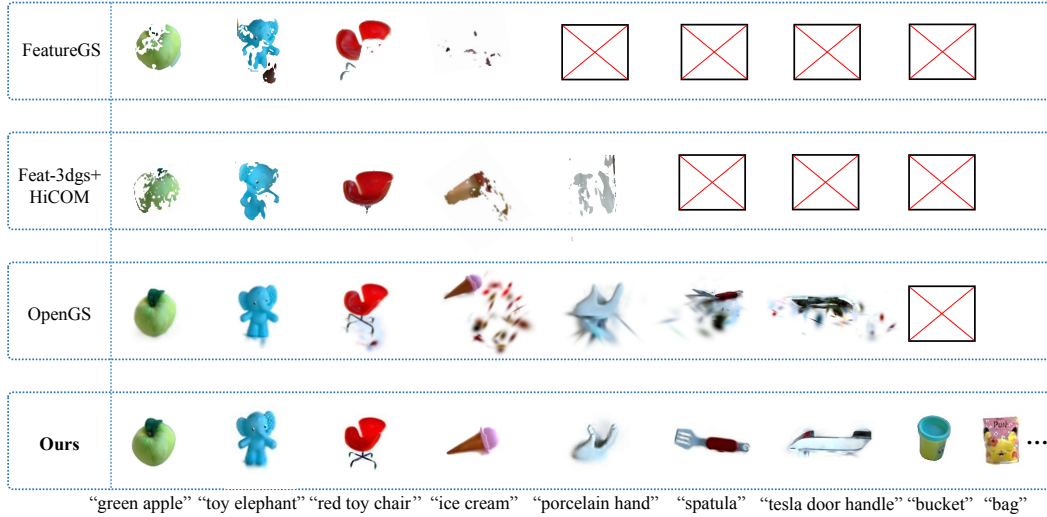 FeatureGS
Feat-3dgs+
HiCOM
OpenGS
Ours
...
“green apple” “toy elephant” “red toy chair” “ice cream” “porcelain hand” “spatula” “tesla door handle” “bucket” “bag”